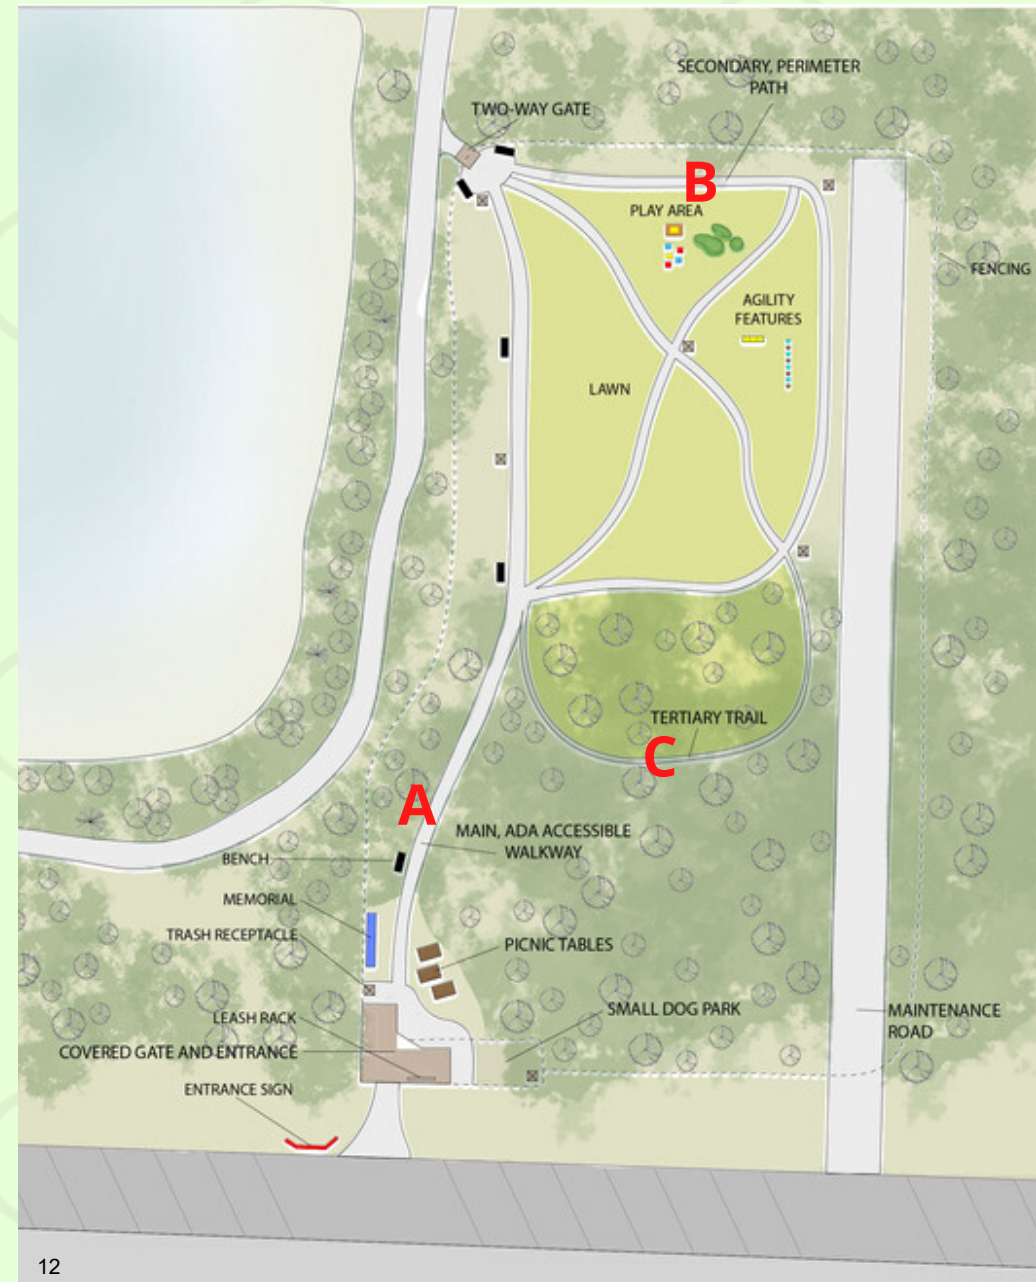 SECONDARY, PERIMETER
PATH
TWO-WAY GATE
B
PLAY AREA
FENCING
AGILITY
FEATURES
LAWN
TERTIARY TRAIL
C
A
MAIN, ADA ACCESSIBLE
WALKWAY
BENCH
MEMORIAL
TRASH RECEPTACLE
PICNIC TABLES
LEASH RACK
SMALL DOG PARK
MAINTENANCE
ROAD
COVERED GATE AND ENTRANCE
ENTRANCE SIGN
12